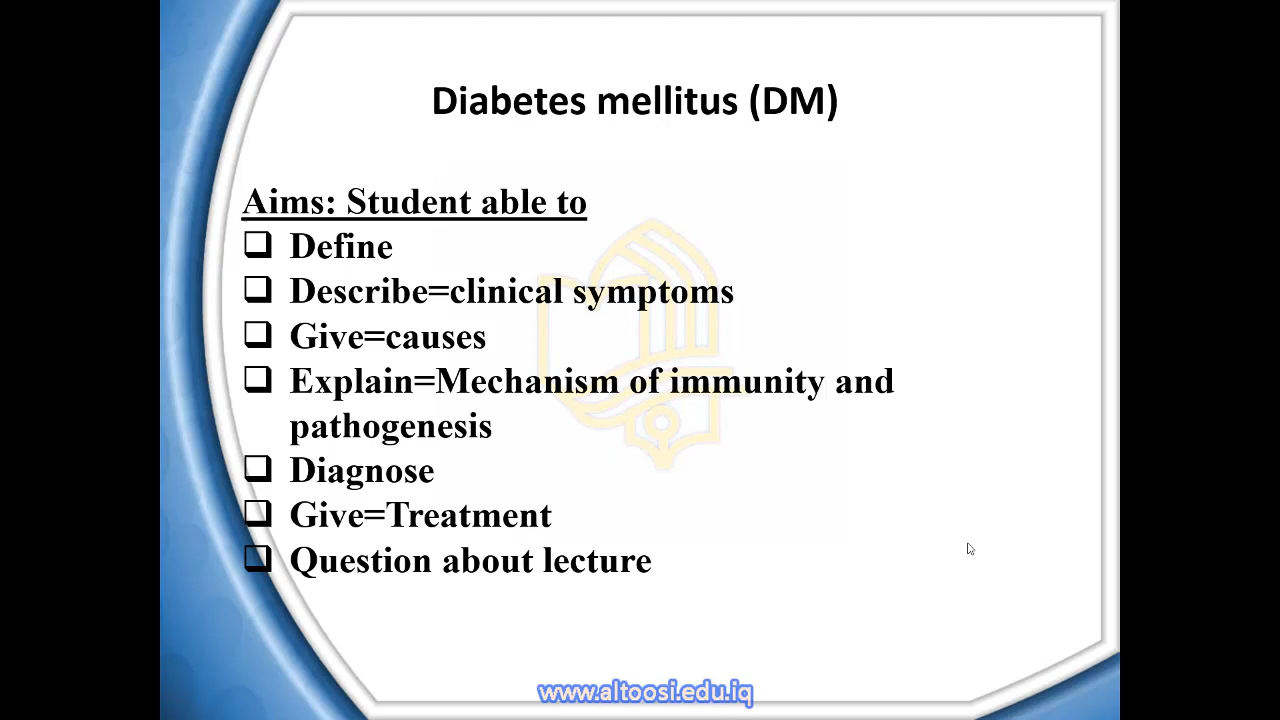 Diabetes mellitus (DM)
Aims: Student able to
❑ Define
❑ Describe=clinical symptoms
❑ Give=causes
❑ Explain=Mechanism of immunity and
pathogenesis
❑ Diagnose
❑ Give=Treatment
❑ Question about lecture
www.altoosi.edu.iq